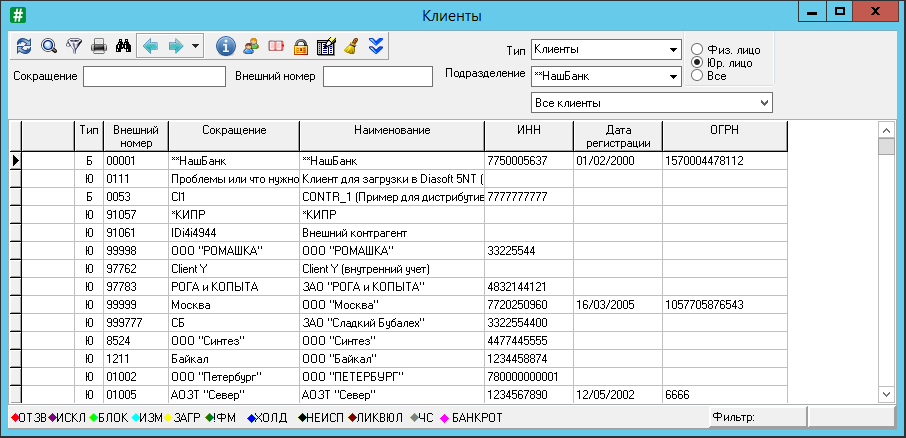 Клиенты
Тип Клиенты
Физ. лицо
Юр. лицо
Все
Сокращение Внешний номер Подразделение **НашБанк
Все клиенты
Тип Внешний номер Сокращение Наименование ИНН Дата регистрации ОГРН
Б 00001 **НашБанк **НашБанк 7750005637 01/02/2000 1570004478112
Ю 0111 Проблемы или что нужно Клиент для загрузки в Diasoft 5NT (
Б 0053 Cl1 CONTR_1 (Пример для дистрибутив 7777777777
Ю 91057 *КИПР *КИПР
Ю 91061 IDi4i4944 Внешний контрагент
Ю 99998 ООО "РОМАШКА" ООО "РОМАШКА" 33225544
Ю 97762 Client Y Client Y (внутренний учет)
Ю 97783 РОГА и КОПЫТА ЗАО "РОГА и КОПЫТА" 4832144121
Ю 99999 Москва ООО "Москва" 7720250960 16/03/2005 1057705876543
Ю 999777 СБ ЗАО "Сладкий Бубалех" 3322554400
Ю 8524 ООО "Синтез" ООО "Синтез" 4477445555
Ю 1211 Байкал ООО "Байкал" 1234458874
Ю 01002 ООО "Петербург" ООО "ПЕТЕРБУРГ" 780000000001
Ю 01005 АОЗТ "Север" АОЗТ "Север" 1234567890 12/05/2002 6666
ОТЗВ ИСКЛ БЛОК ИЗМ ЗАГР !ФМ ХОЛД НЕИСП ЛИКВЮЛ ЧС БАНКРОТ Фильтр: